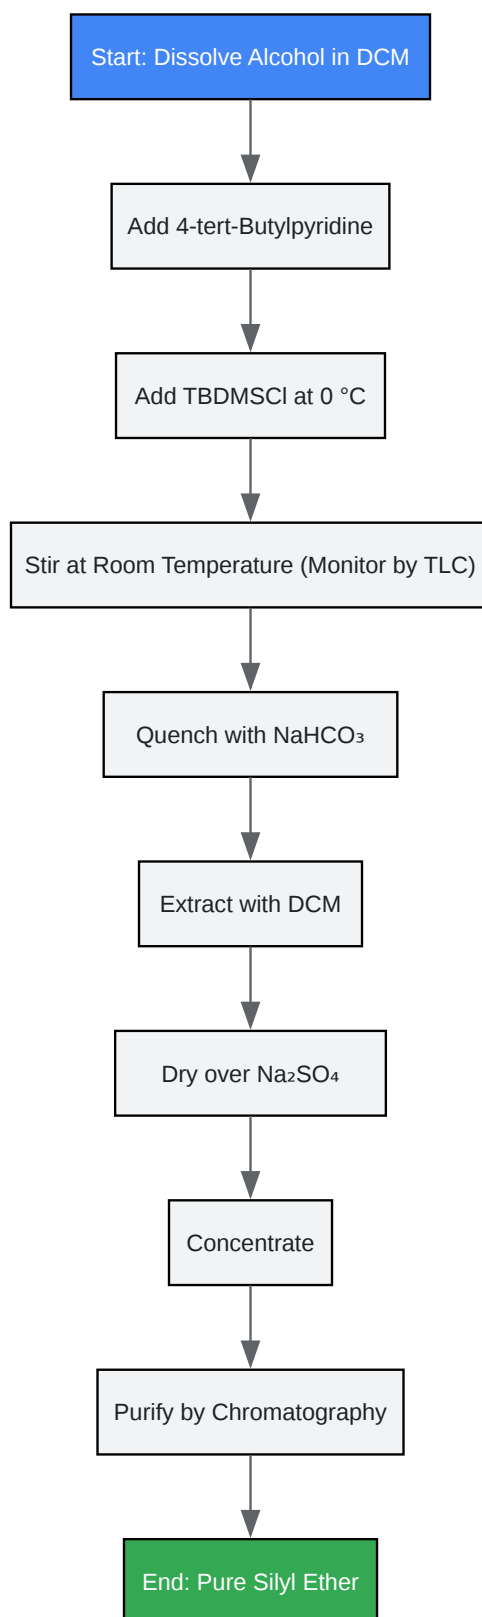 Start: Dissolve Alcohol in DCM
Add 4-tert-Butylpyridine
Add TBDMSCl at 0 °C
Stir at Room Temperature (Monitor by TLC)
Quench with NaHCO₃
Extract with DCM
Dry over Na₂SO₄
Concentrate
Purify by Chromatography
End: Pure Silyl Ether